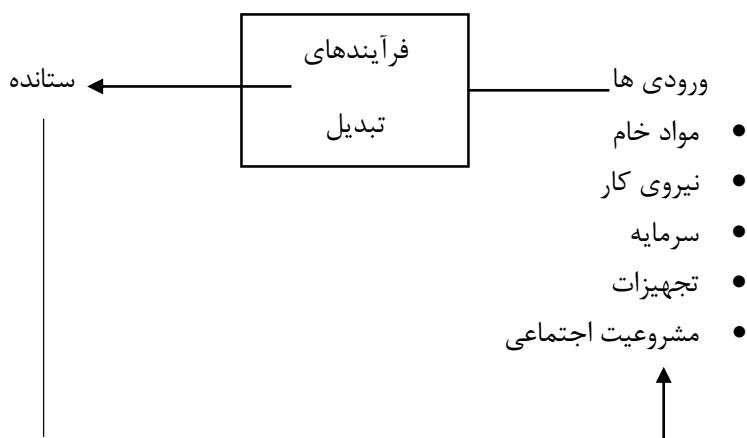 فرآیندهای
تبدیل
ورودی ها
ستانده
• مواد خام
• نیروی کار
• سرمایه
• تجهیزات
• مشروعیت اجتماعی